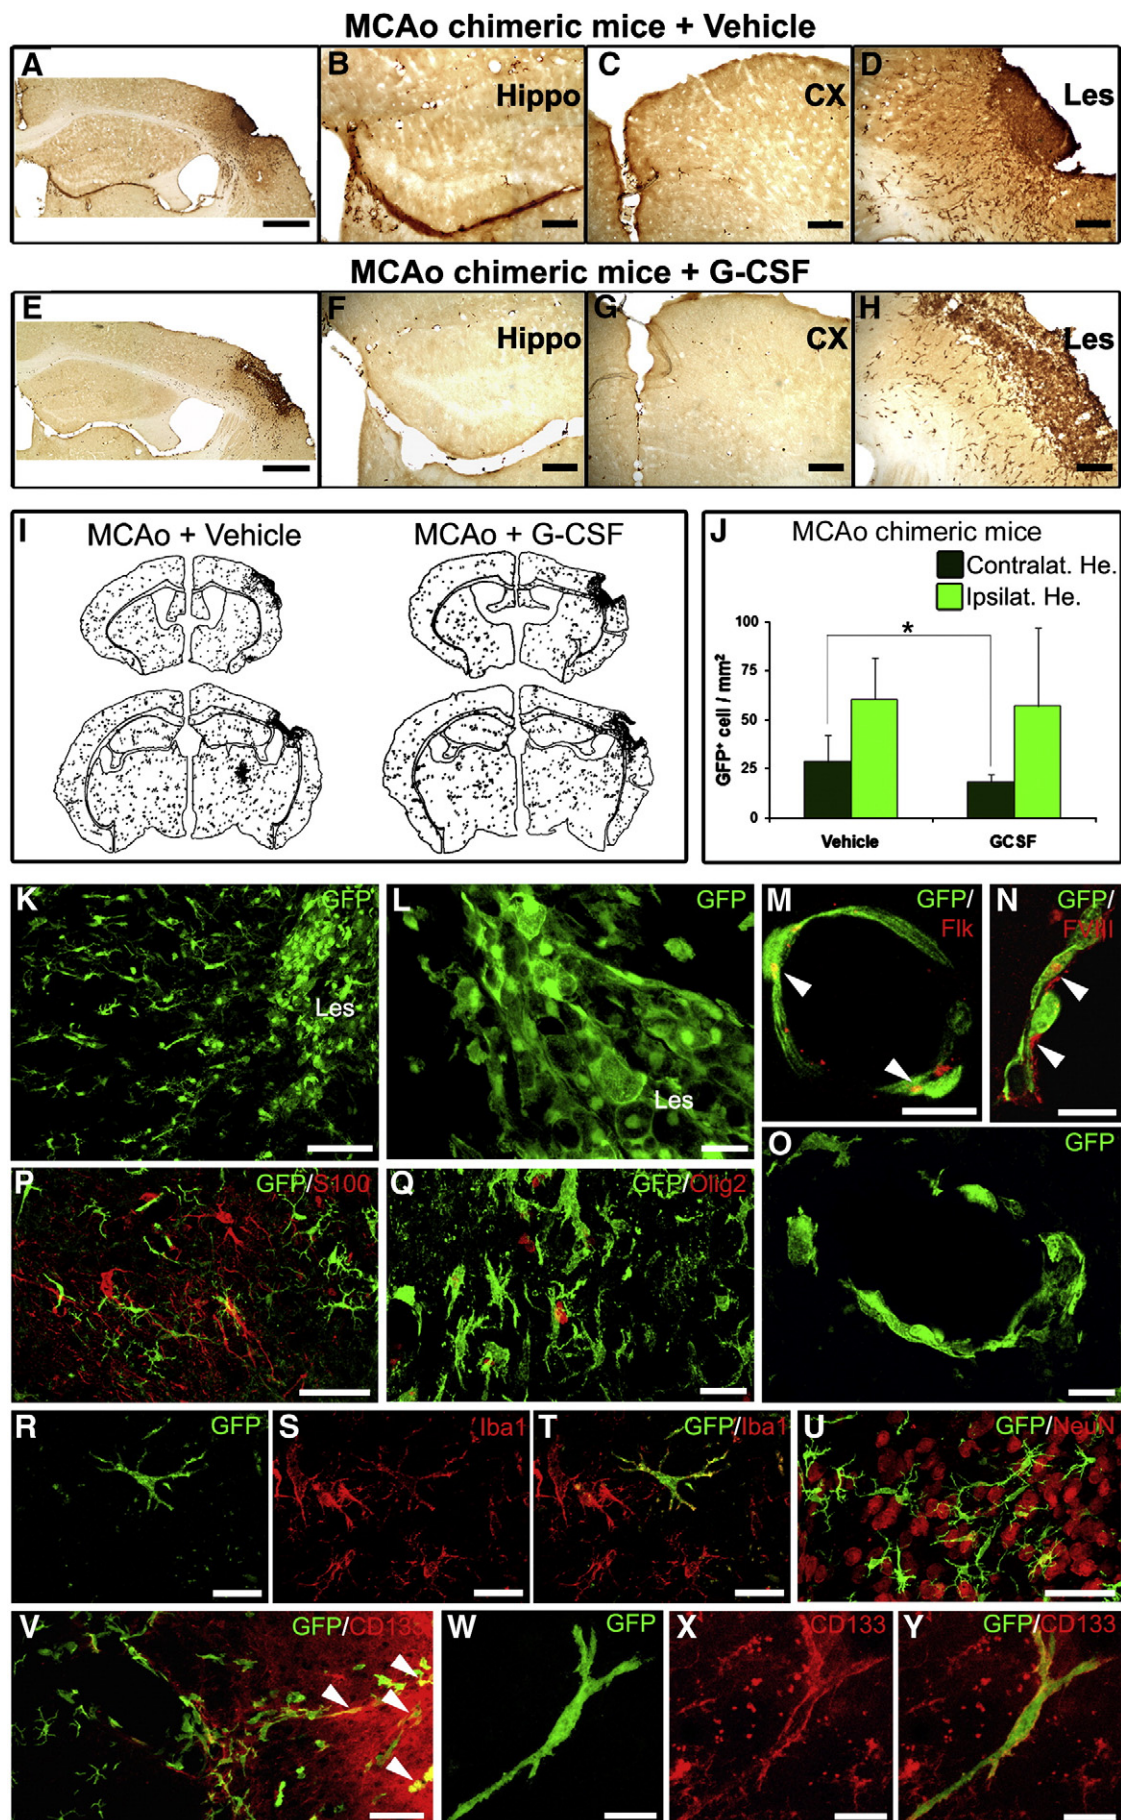 MCAo chimeric mice + Vehicle
A
B
Hippo
C
CX
D
Les
MCAo chimeric mice + G-CSF
E
F
Hippo
G
CX
H
Les
I
MCAo + Vehicle
MCAo + G-CSF
J
MCAo chimeric mice
Contralat. He.
Ipsilat. He.
GFP⁺ cell / mm²
100
75
50
25
0
*
Vehicle
GCSF
K
GFP
Les
L
GFP
Les
M
GFP/
Flk
N
GFP/
FVIII
O
GFP
P
GFP/S100
Q
GFP/Olig2
R
GFP
S
Iba1
T
GFP/Iba1
U
GFP/NeuN
V
GFP/CD133
W
GFP
X
CD133
Y
GFP/CD133